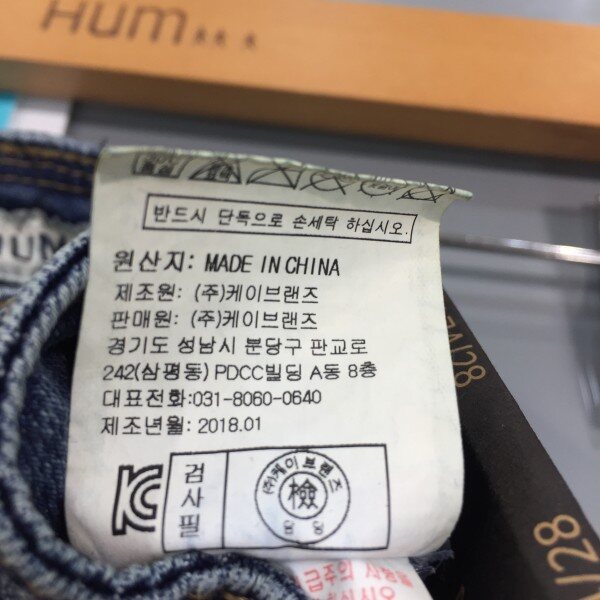 HUM
반드시 단독으로 손세탁 하십시오.
원산지: MADE IN CHINA
제조원: (주)케이브랜즈
판매원: (주)케이브랜즈
경기도 성남시 분당구 판교로
242(삼평동) PDCC빌딩 A동 8층
대표전화:031-8060-0640
제조년월: 2018.01
검사필
(주)케이브랜즈
檢
74/28
/28